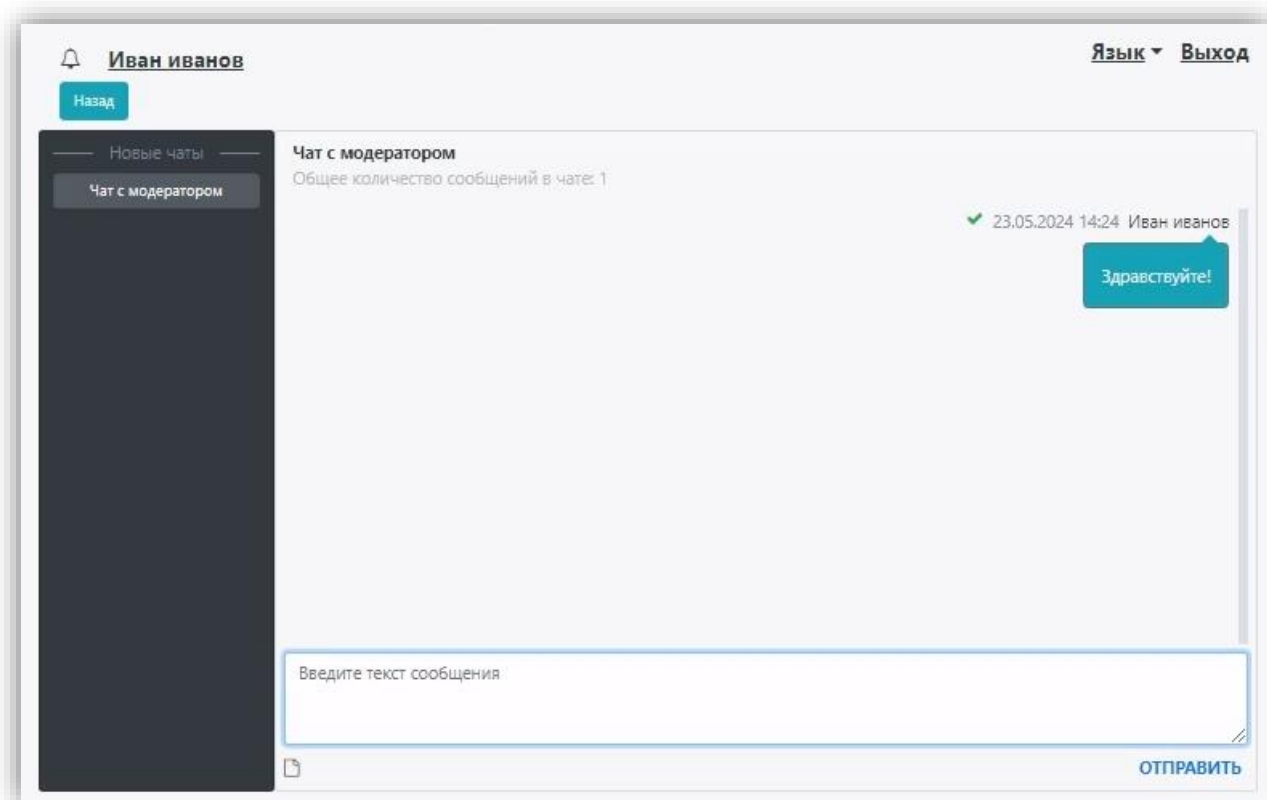 Иван иванов
Язык Выход
Назад
Новые чаты
Чат с модератором
Чат с модератором
Общее количество сообщений в чате: 1
23.05.2024 14:24 Иван иванов
Здравствуйте!
Введите текст сообщения
ОТПРАВИТЬ